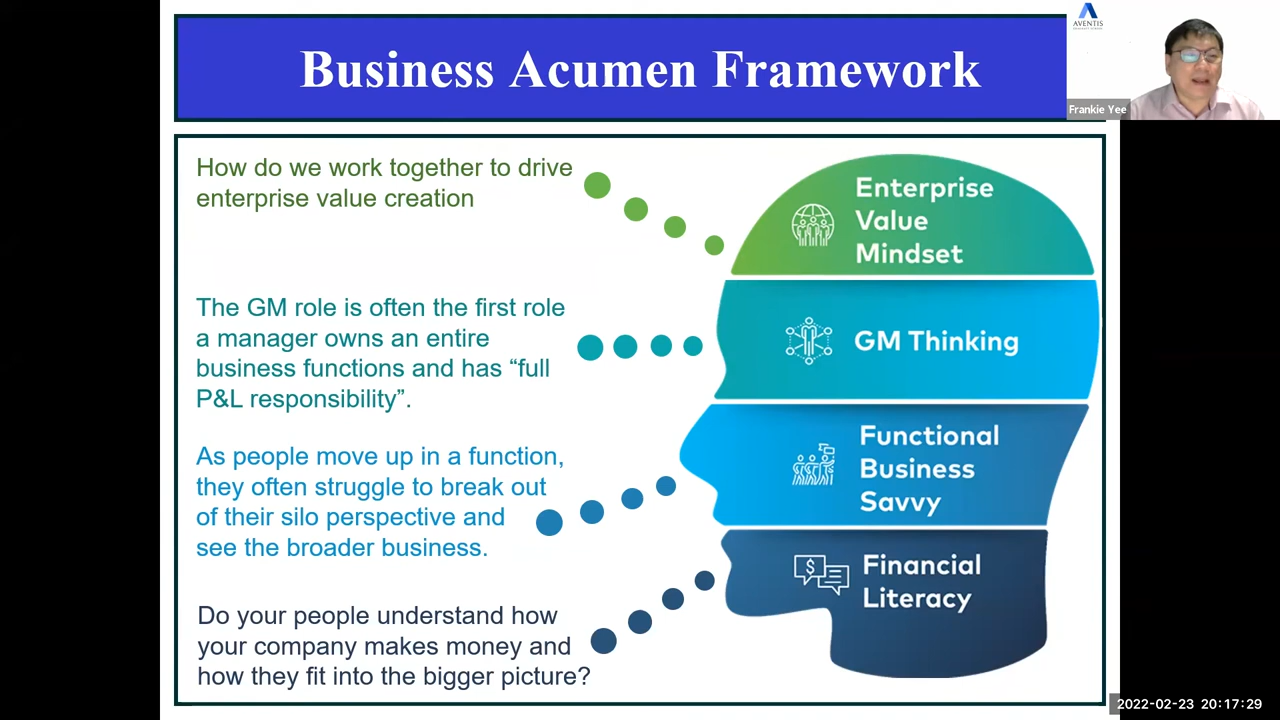 Business Acumen Framework
AVENTIS
Frankie Yee
How do we work together to drive
enterprise value creation
Enterprise
Value
Mindset
The GM role is often the first role
a manager owns an entire
business functions and has “full
P&L responsibility”.
GM Thinking
As people move up in a function,
they often struggle to break out
of their silo perspective and
see the broader business.
Functional
Business
Savvy
$
Do your people understand how
your company makes money and
how they fit into the bigger picture?
Financial
Literacy
2022-02-23 20:17:29